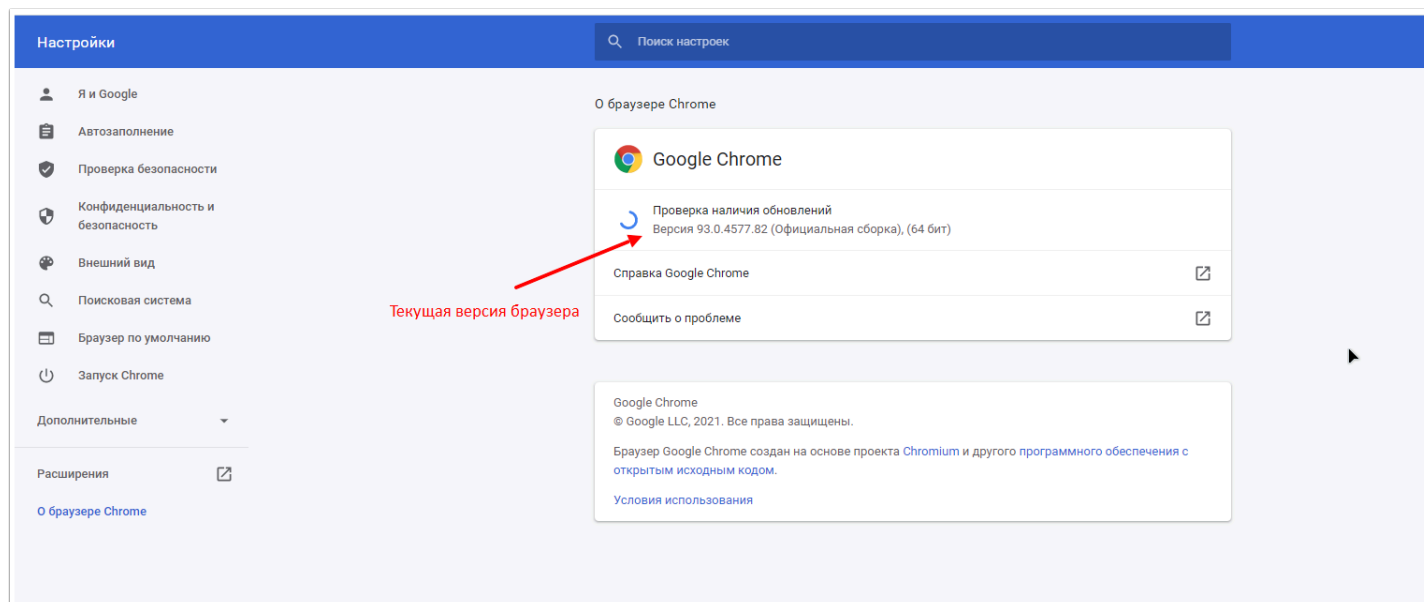 Настройки
Поиск настроек
Я и Google
Автозаполнение
Проверка безопасности
Конфиденциальность и
безопасность
Внешний вид
Поисковая система
Браузер по умолчанию
Запуск Chrome
Дополнительные
Расширения
О браузере Chrome
О браузере Chrome
Google Chrome
Проверка наличия обновлений
Версия 93.0.4577.82 (Официальная сборка), (64 бит)
Справка Google Chrome
Текущая версия браузера
Сообщить о проблеме
Google Chrome
© Google LLC, 2021. Все права защищены.
Браузер Google Chrome создан на основе проекта Chromium и другого программного обеспечения с
открытым исходным кодом.
Условия использования